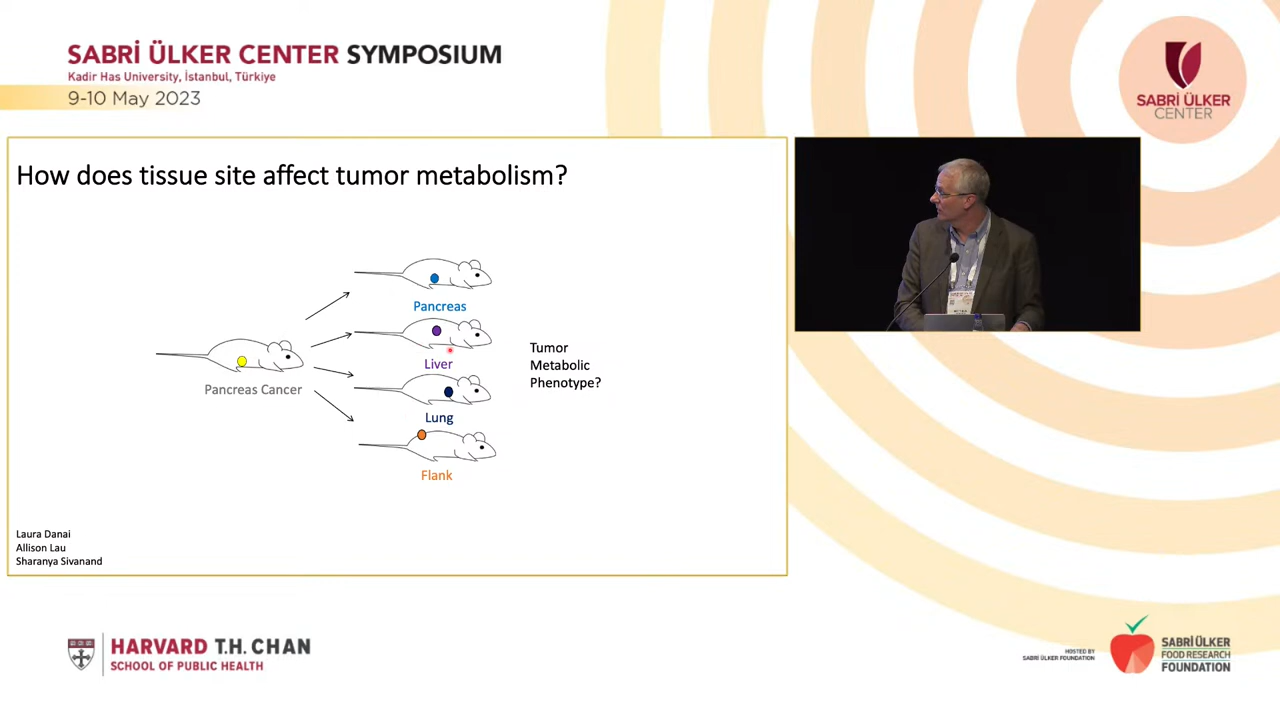 SABRİ ÜLKER CENTER SYMPOSIUM
Kadir Has University, İstanbul, Türkiye
9-10 May 2023
SABRİ ÜLKER
CENTER
How does tissue site affect tumor metabolism?
Pancreas Cancer
Pancreas
Liver
Lung
Flank
Tumor
Metabolic
Phenotype?
Laura Danai
Allison Lau
Sharanya Sivanand
HARVARD T.H. CHAN
SCHOOL OF PUBLIC HEALTH
HOSTED BY
SABRİ ÜLKER FOUNDATION
SABRİ ÜLKER
FOOD RESEARCH
FOUNDATION